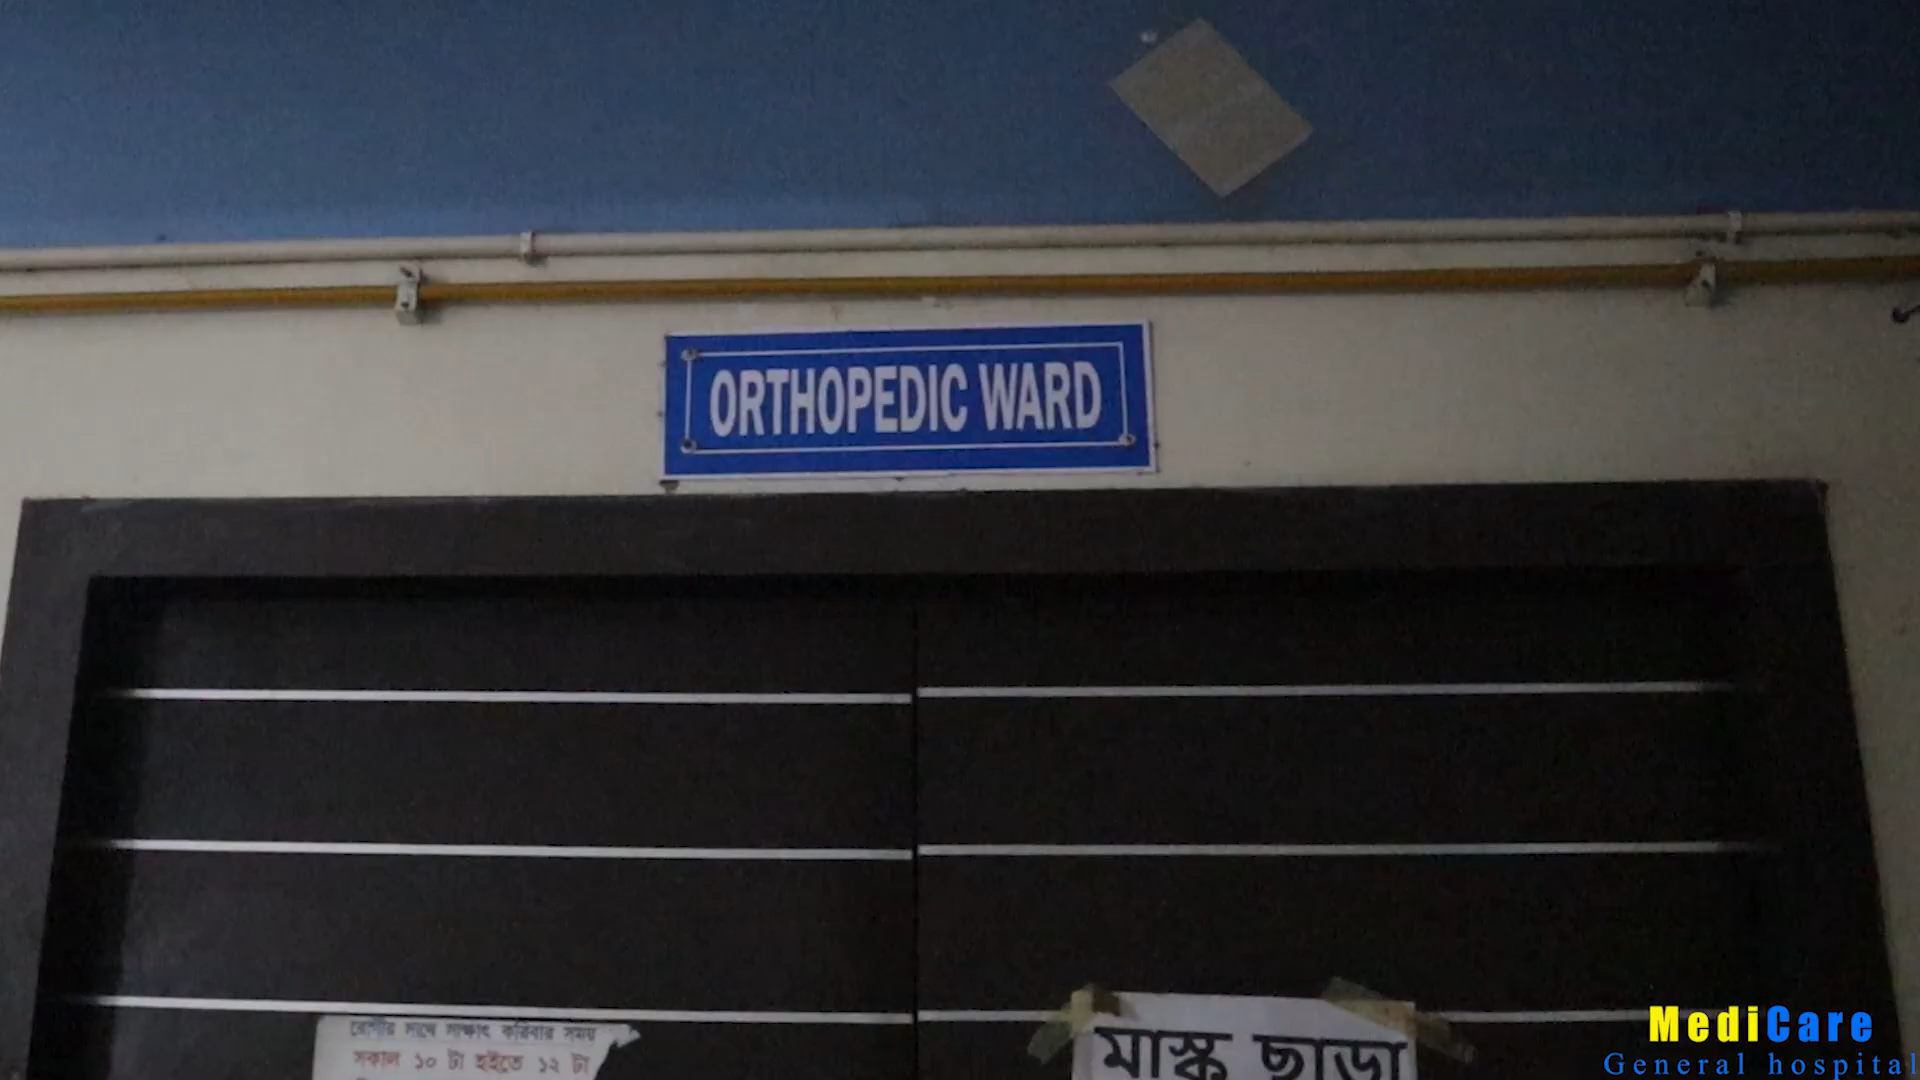 ORTHOPEDIC WARD
রোগীর সাথে সাক্ষাৎ করিবার সময়
সকাল ১০ টা হইতে ১২ টা
মাস্ক ছাড়া
MediCare
General hospital